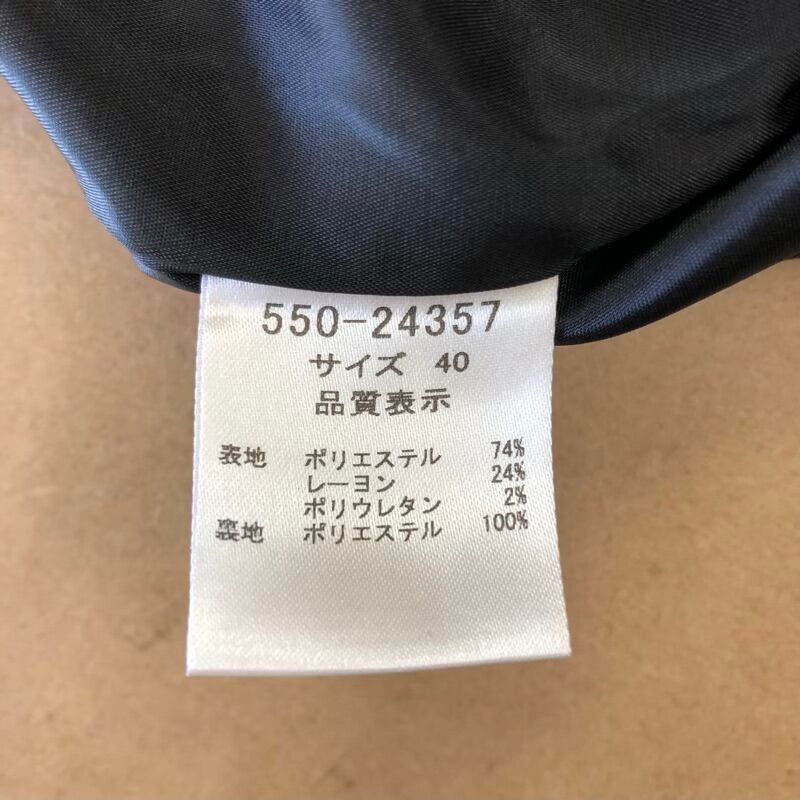 550-24357
サイズ 40
品質表示
表地 ポリエステル 74%
レーヨン 24%
ポリウレタン 2%
裏地 ポリエステル 100%